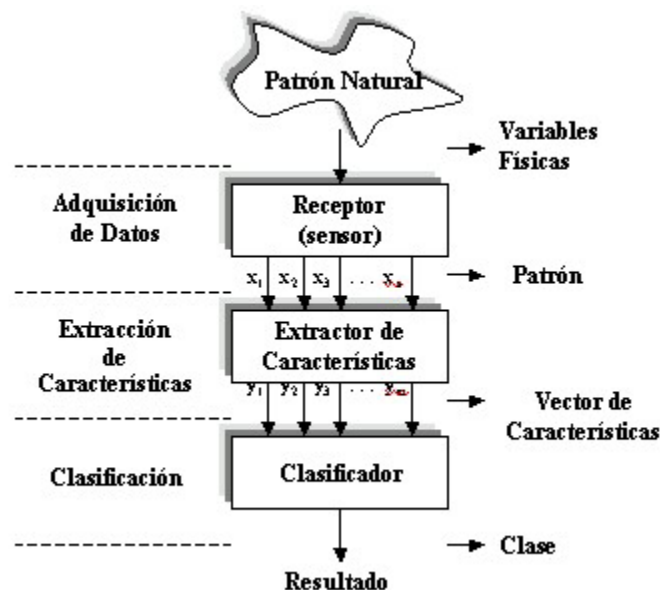 Patrón Natural
Variables
Físicas
Adquisición
de Datos
Receptor
(sensor)
x1 x2 x3 . . .
Patrón
Extracción
de
Características
Extractor de
Características
y1 y2 y3 . . .
Vector de
Características
Clasificación
Clasificador
Clase
Resultado